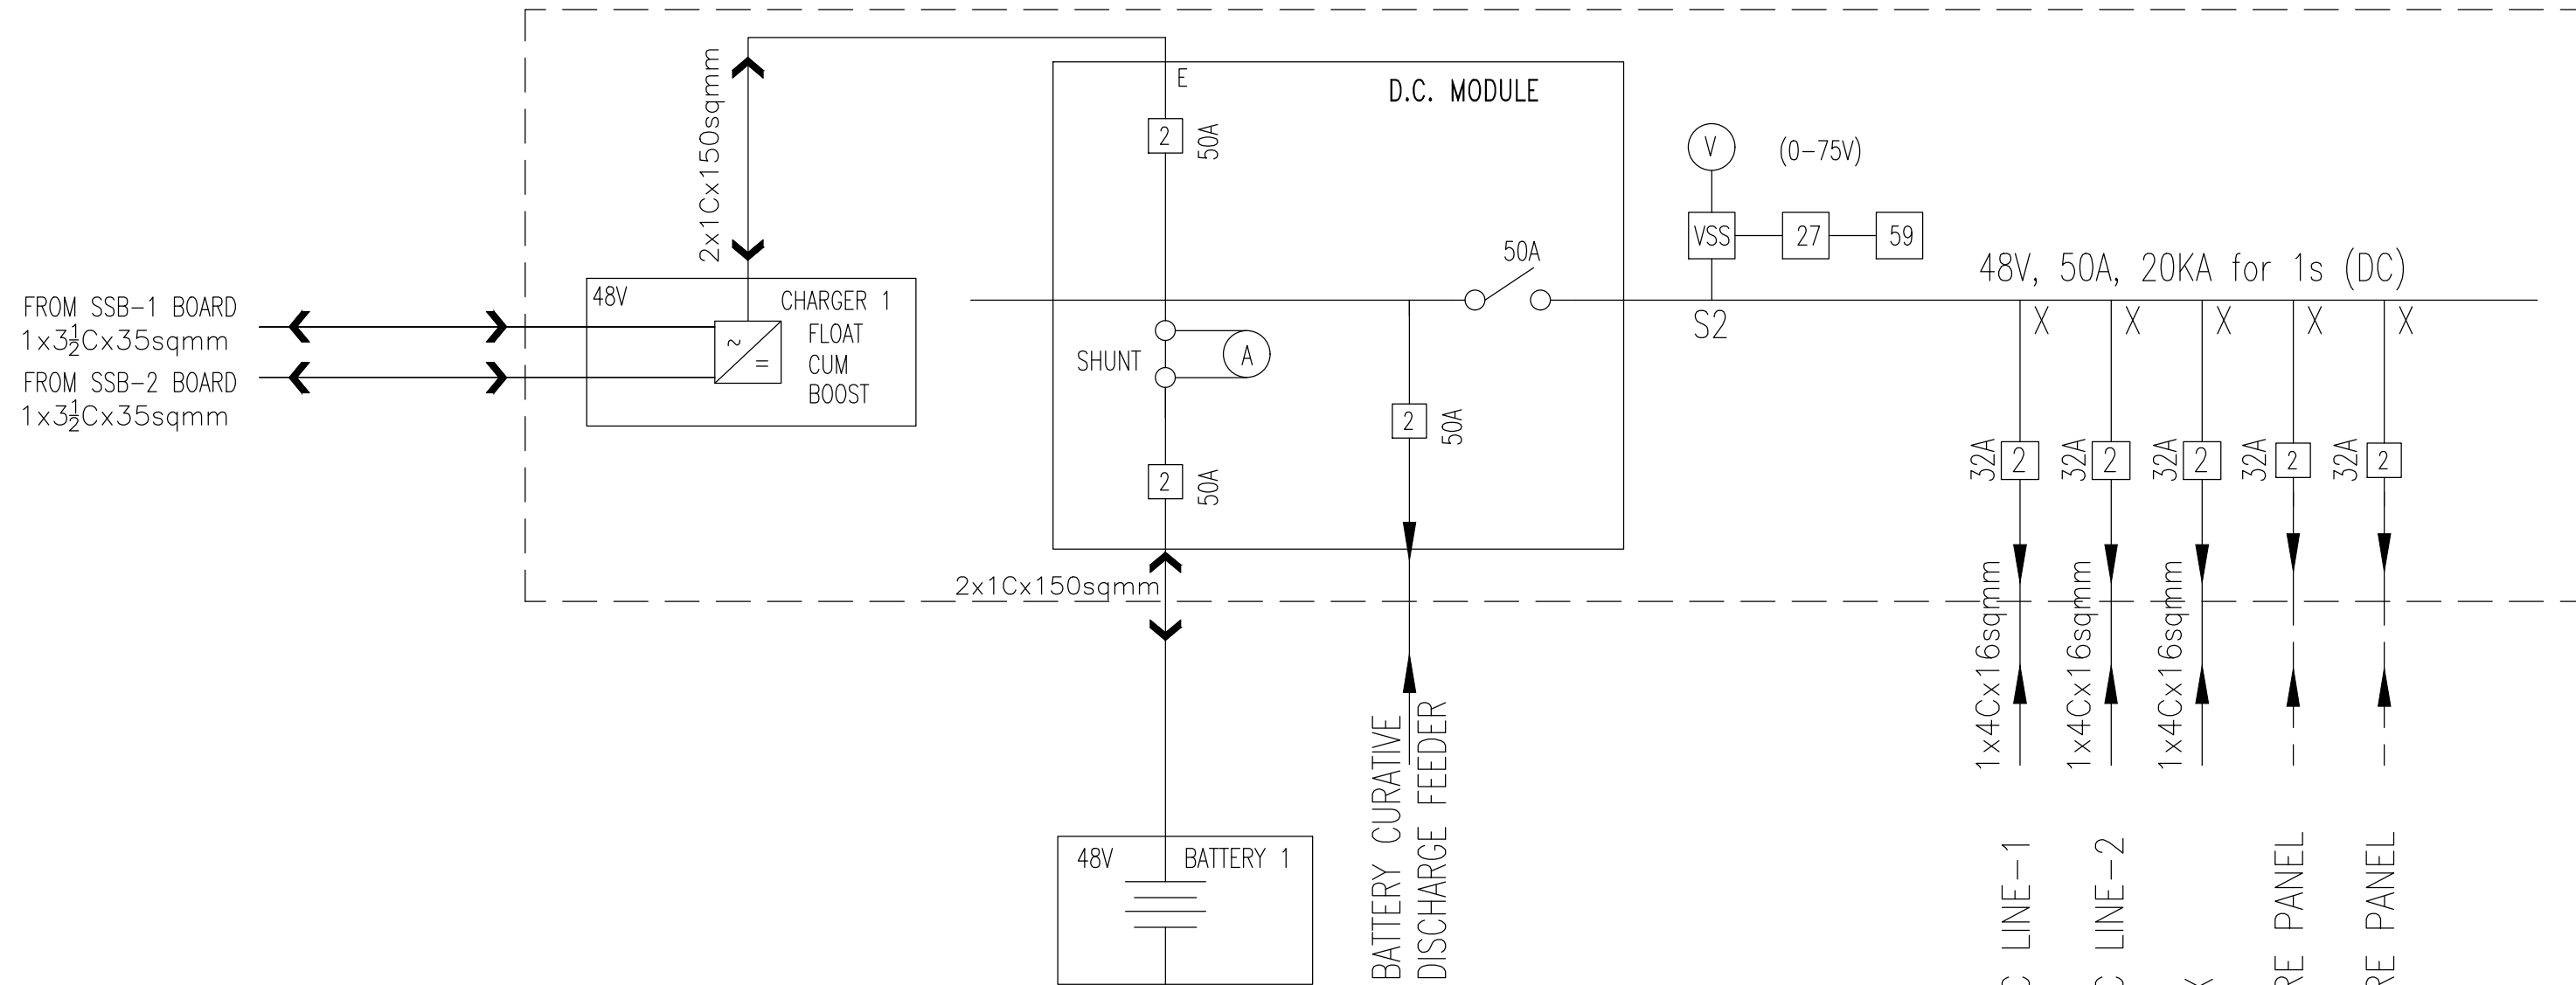 FROM SSB-1 BOARD
1x3½Cx35sqmm
FROM SSB-2 BOARD
1x3½Cx35sqmm
2x1Cx150sqmm
48V
CHARGER 1
FLOAT
CUM
BOOST
~
=
E
D.C. MODULE
2
50A
SHUNT
A
2
50A
2
50A
50A
2x1Cx150sqmm
48V
BATTERY 1
BATTERY CURATIVE
DISCHARGE FEEDER
V
(0-75V)
VSS
27
59
S2
48V, 50A, 20KA for 1s (DC)
X
X
X
X
X
32A
2
32A
2
32A
2
32A
2
32A
2
1x4Cx16sqmm
1x4Cx16sqmm
1x4Cx16sqmm
LINE-1
LINE-2
PANEL
PANEL